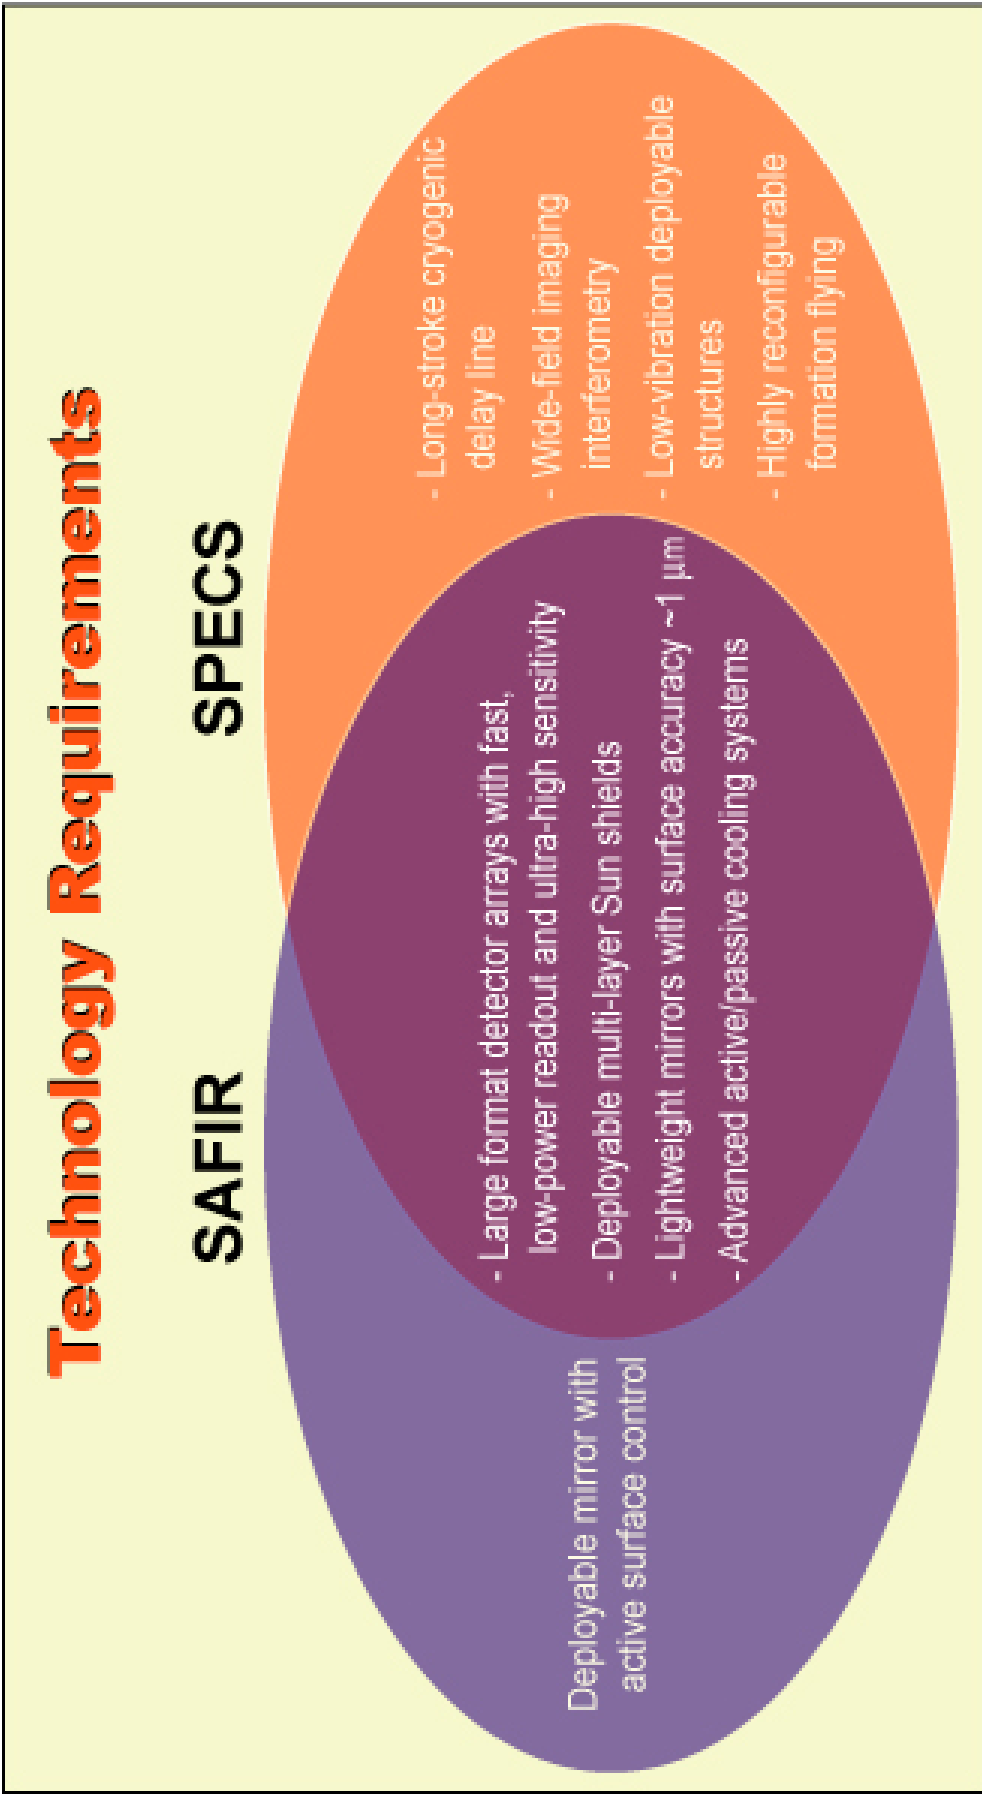 Technology Requirements
SAFIR
SPECS
Deployable mirror with
active surface control
- Large format detector arrays with fast,
low-power readout and ultra-high sensitivity
- Deployable multi-layer Sun shields
- Lightweight mirrors with surface accuracy ~1 µm
- Advanced active/passive cooling systems
- Long-stroke cryogenic
delay line
- Wide-field imaging
interferometry
- Low-vibration deployable
structures
- Highly reconfigurable
formation flying